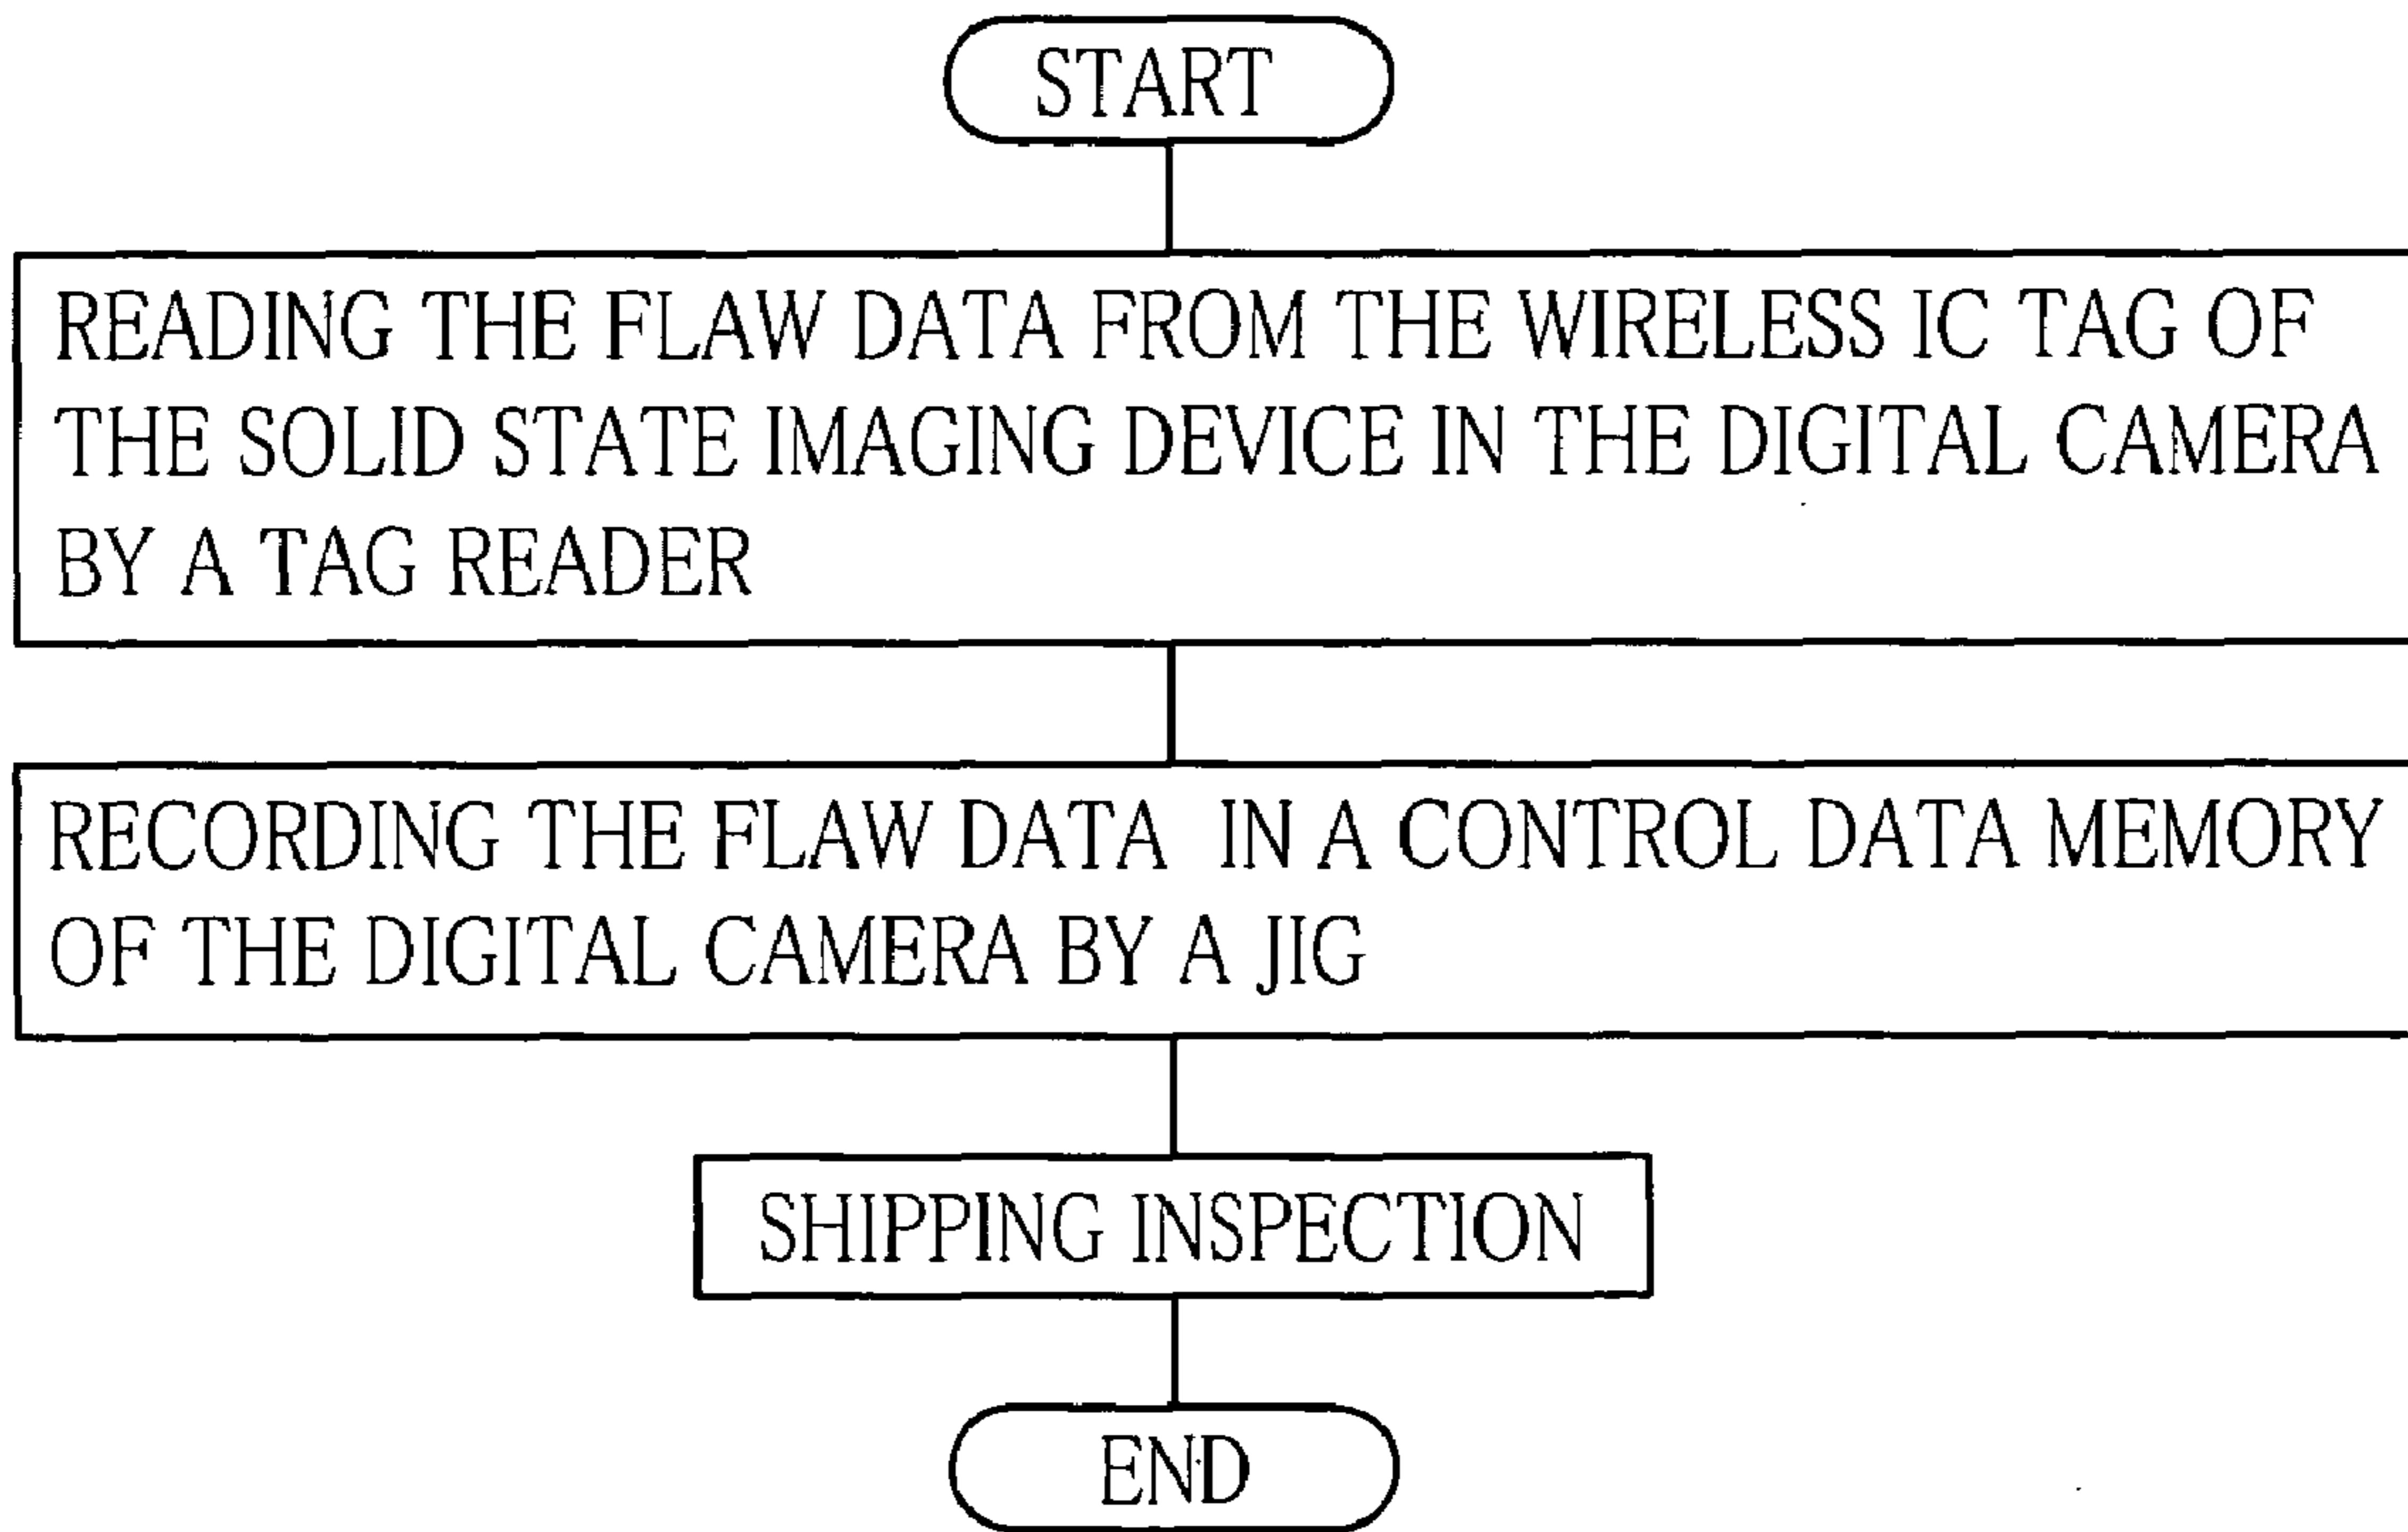 START
READING THE FLAW DATA FROM THE WIRELESS IC TAG OF
THE SOLID STATE IMAGING DEVICE IN THE DIGITAL CAMERA
BY A TAG READER
RECORDING THE FLAW DATA IN A CONTROL DATA MEMORY
OF THE DIGITAL CAMERA BY A JIG
SHIPPING INSPECTION
END